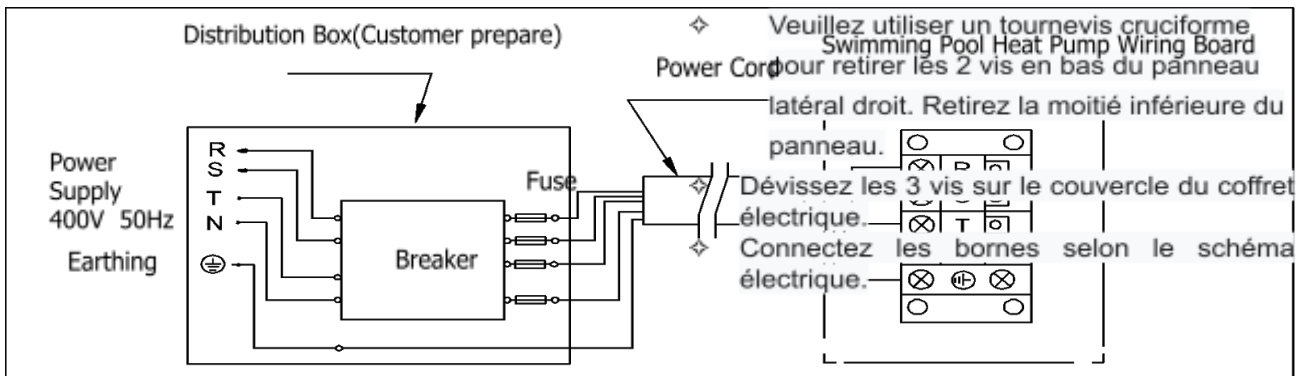 Distribution Box(Customer prepare)
Power
Supply
400V 50Hz
Earthing
R
S
T
N
Breaker
Fuse
Power Cord
Swimming Pool Heat Pump Wiring Board
✧ Veuillez utiliser un tournevis cruciforme
pour retirer les 2 vis en bas du panneau
latéral droit. Retirez la moitié inférieure du
panneau.
✧ Dévissez les 3 vis sur le couvercle du coffret
électrique.
✧ Connectez les bornes selon le schéma
électrique.
R
T